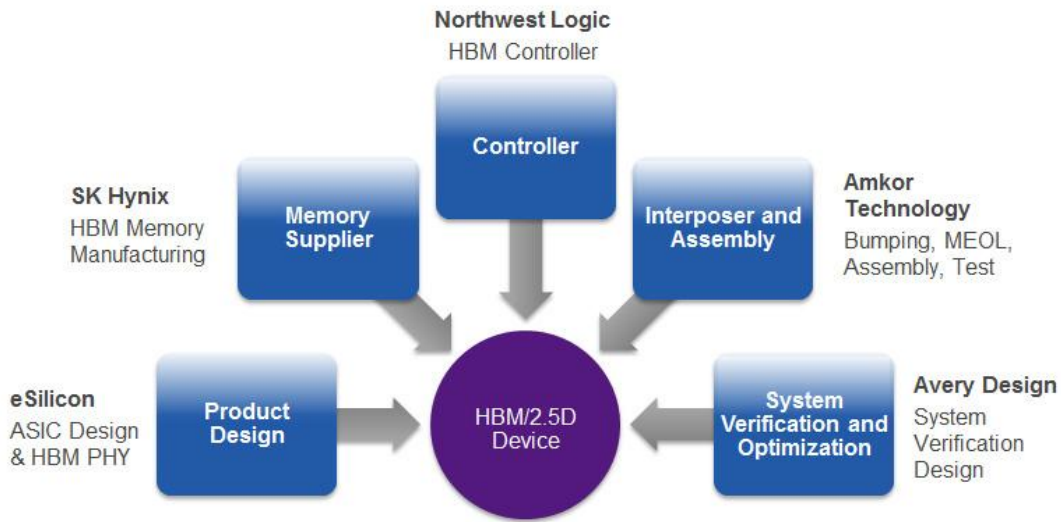 Northwest Logic
HBM Controller
Controller
SK Hynix
HBM Memory
Manufacturing
Memory
Supplier
Interposer and
Assembly
Amkor
Technology
Bumping, MEOL,
Assembly, Test
eSilicon
ASIC Design
& HBM PHY
Product
Design
HBM/2.5D
Device
System
Verification and
Optimization
Avery Design
System
Verification
Design